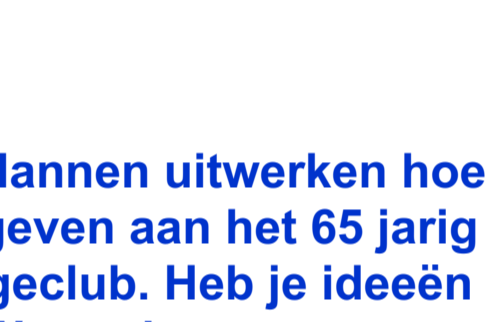 lannen uitwerken hoe
geven aan het 65 jarig
geclub. Heb je ideeën